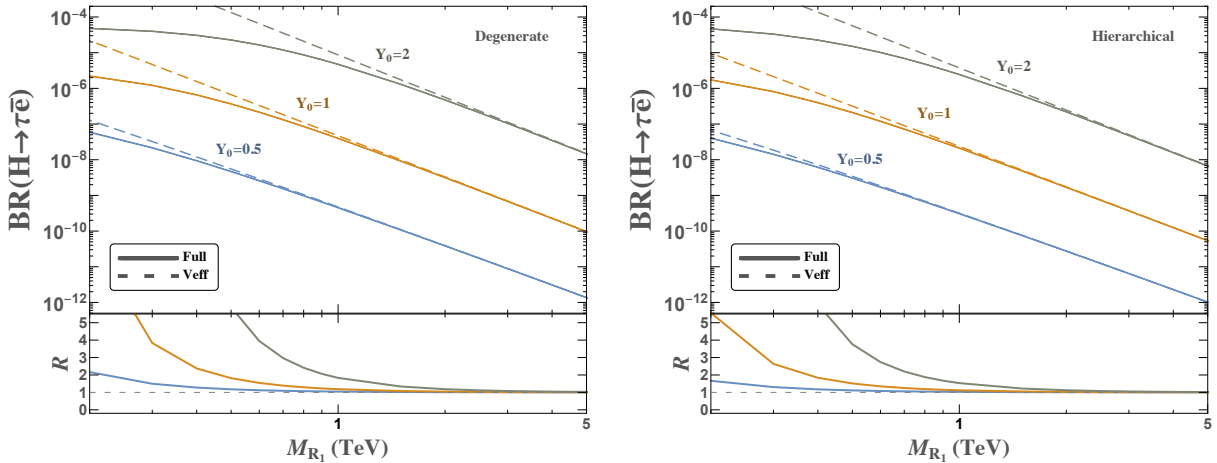 BR(H→τē)
10⁻⁴
10⁻⁶
10⁻⁸
10⁻¹⁰
10⁻¹²
Degenerate
Y₀=2
Y₀=1
Y₀=0.5
Full
Veff
R
5
4
3
2
1
0
1
5
M_R₁ (TeV)
BR(H→τē)
10⁻⁴
10⁻⁶
10⁻⁸
10⁻¹⁰
10⁻¹²
Hierarchical
Y₀=2
Y₀=1
Y₀=0.5
Full
Veff
R
5
4
3
2
1
0
1
5
M_R₁ (TeV)